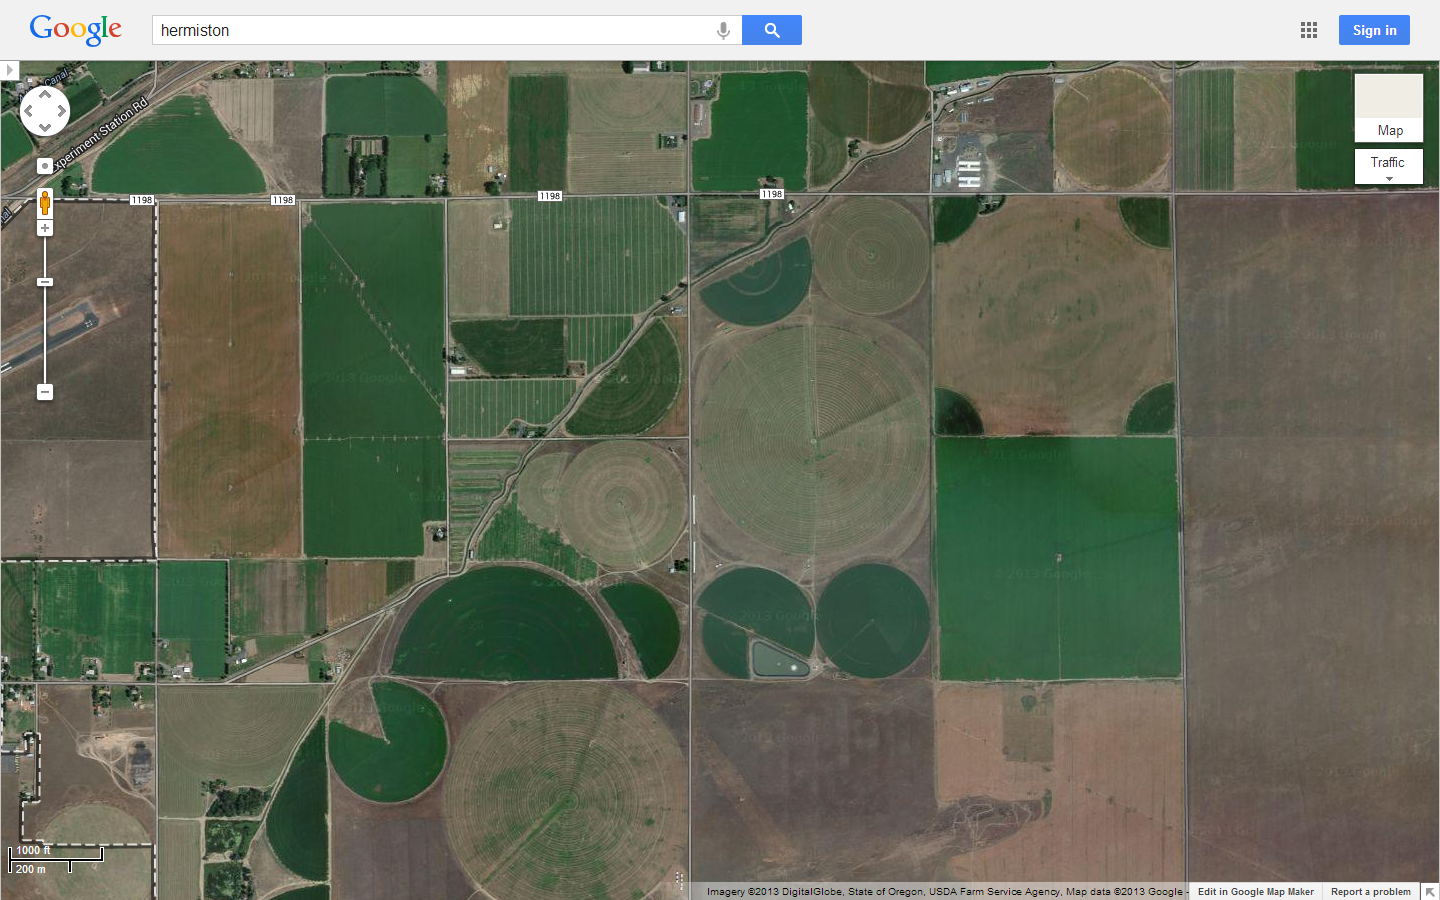 Google
hermiston
Sign in
Canal
Experiment Station Rd
Map
Traffic
1198
1198
1198
1198
22
1000 ft
200 m
Imagery ©2013 DigitalGlobe, State of Oregon, USDA Farm Service Agency, Map data ©2013 Google -
Edit in Google Map Maker
Report a problem